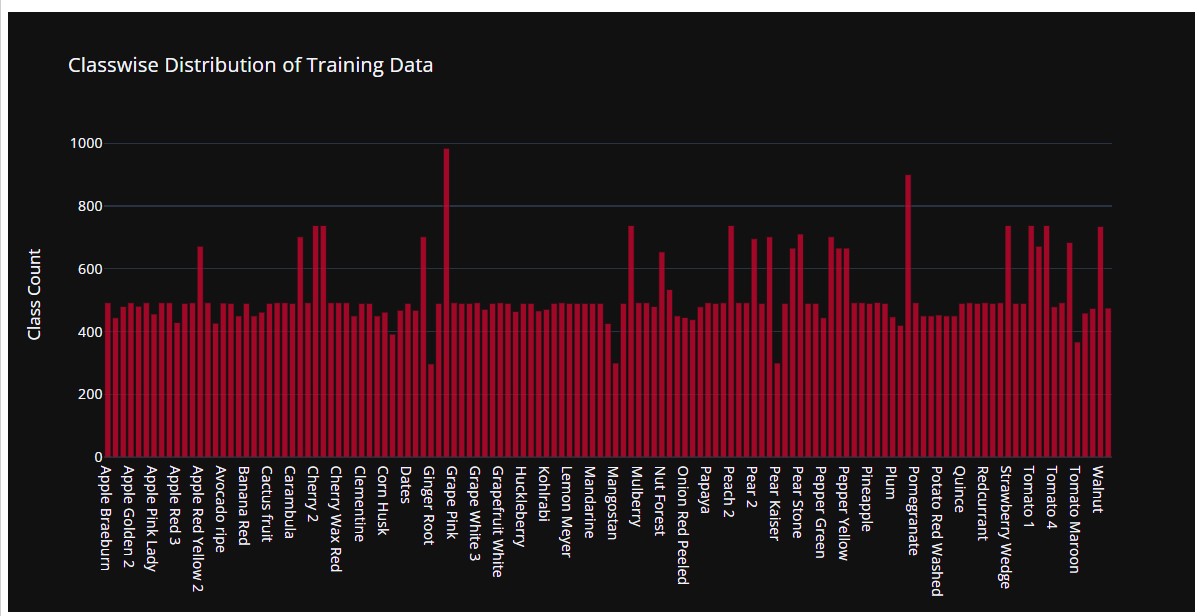 Classwise Distribution of Training Data
1000
800
600
400
200
0
Class Count
Apple Braeburn
Apple Golden 2
Apple Pink Lady
Apple Red 3
Apple Red Yellow 2
Avocado ripe
Banana Red
Cactus fruit
Carambula
Cherry 2
Cherry Wax Red
Clementine
Corn Husk
Dates
Ginger Root
Grape Pink
Grape White 3
Grapefruit White
Huckleberry
Kohlrabi
Lemon Meyer
Mandarine
Mangostan
Mulberry
Nut Forest
Onion Red Peeled
Papaya
Peach 2
Pear 2
Pear Kaiser
Pear Stone
Pepper Green
Pepper Yellow
Pineapple
Plum
Pomegranate
Potato Red Washed
Quince
Redcurrant
Strawberry Wedge
Tomato 1
Tomato 4
Tomato Maroon
Walnut